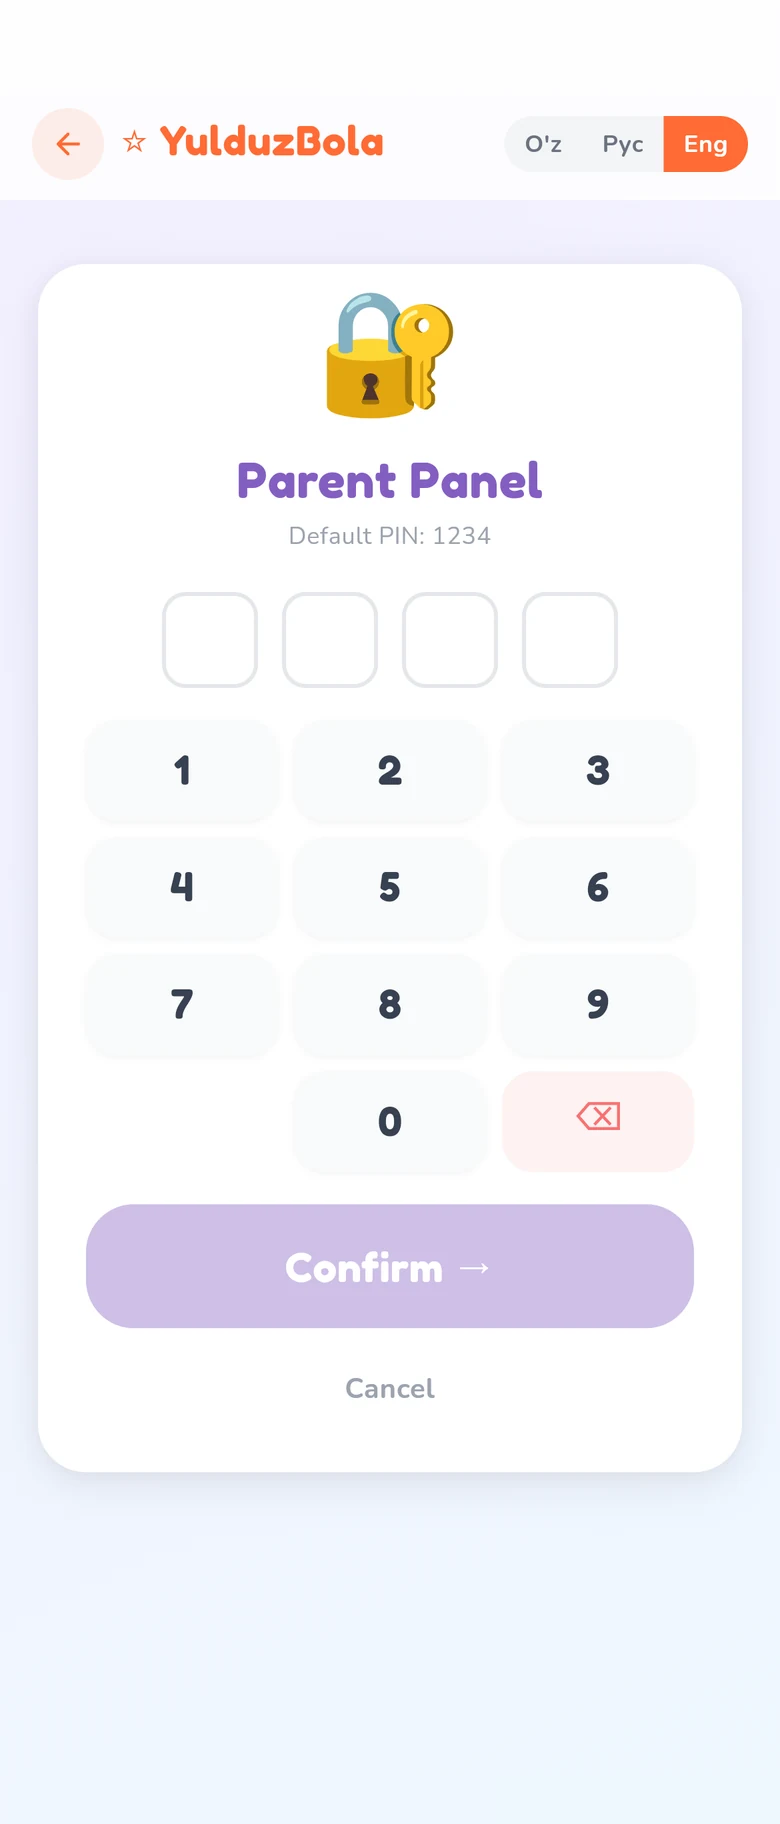 ☆ YulduzBola
O'z Рус Eng
Parent Panel
Default PIN: 1234
1 2 3
4 5 6
7 8 9
0
Confirm →
Cancel